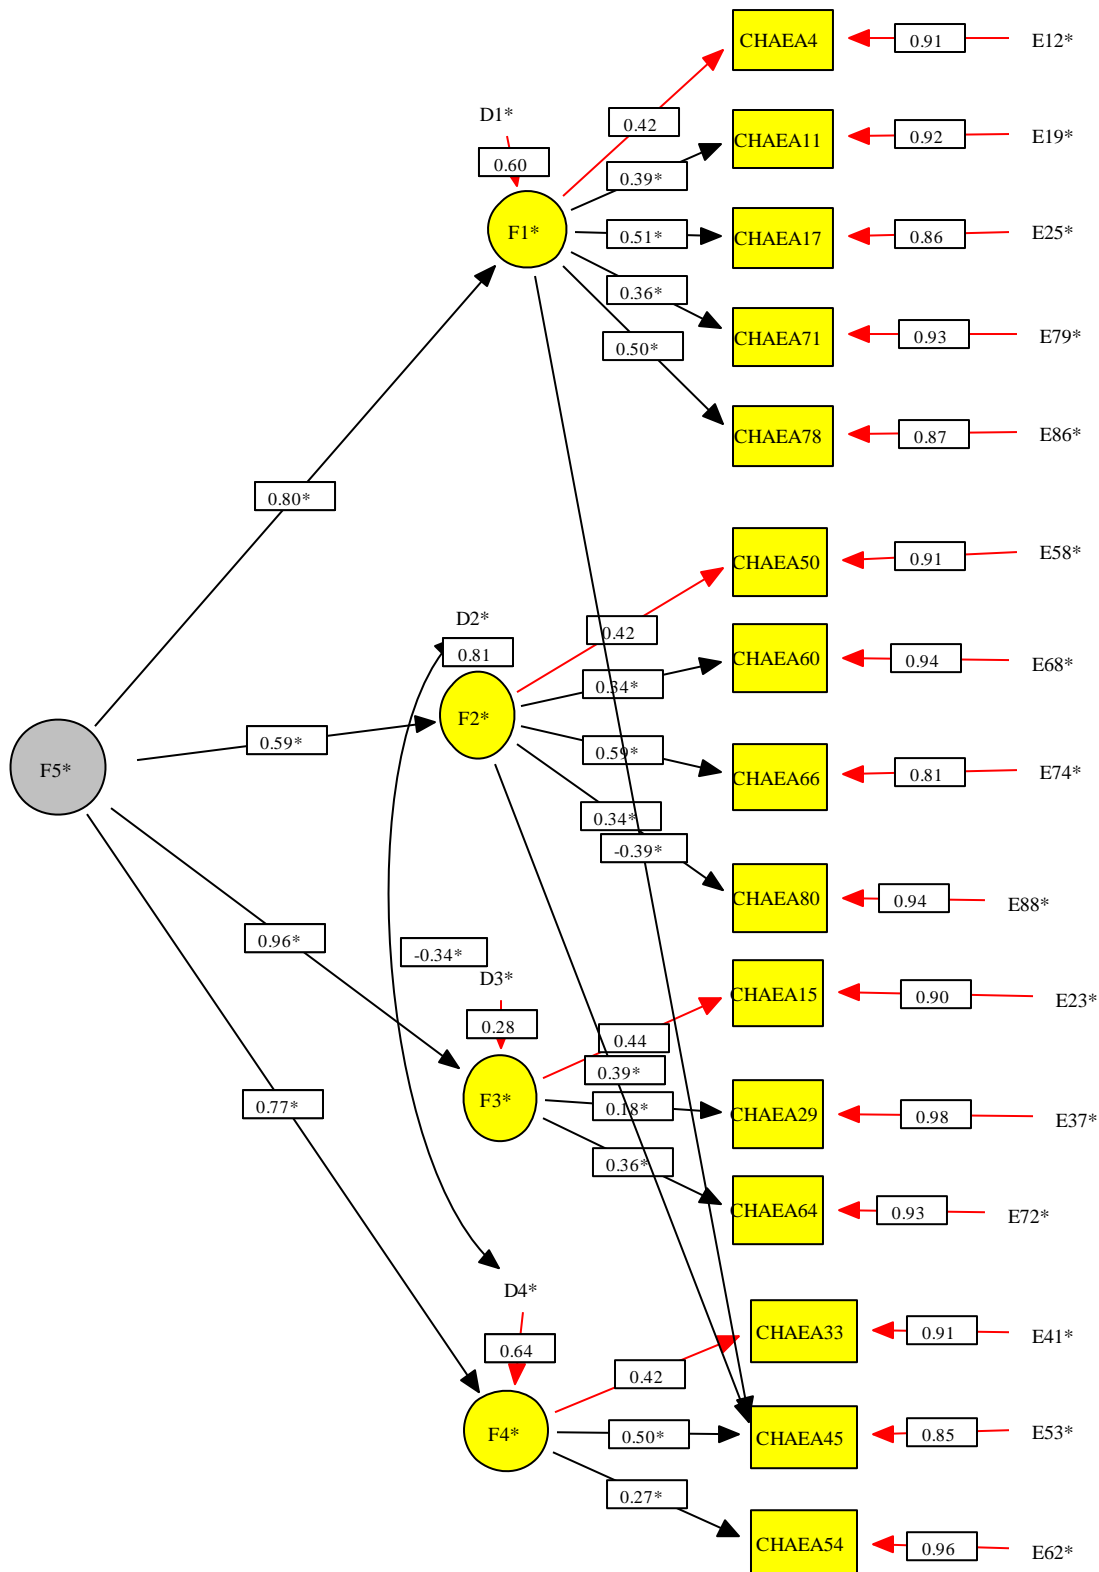 CHAEA4
0.91
E12*
D1*
0.42
CHAEA11
0.92
E19*
0.60
0.39*
F1*
0.51*
CHAEA17
0.86
E25*
0.36*
CHAEA71
0.93
E79*
0.50*
CHAEA78
0.87
E86*
0.80*
CHAEA50
0.91
E58*
D2*
0.42
0.81
0.34*
CHAEA60
0.94
E68*
F2*
0.59*
0.59*
CHAEA66
0.81
E74*
F5*
0.34*
-0.39*
CHAEA80
0.94
E88*
0.96*
-0.34*
D3*
CHAEA15
0.90
E23*
0.28
0.44
0.39*
F3*
0.18*
CHAEA29
0.98
E37*
0.77*
0.36*
CHAEA64
0.93
E72*
D4*
CHAEA33
0.91
E41*
0.64
0.42
F4*
0.50*
CHAEA45
0.85
E53*
0.27*
CHAEA54
0.96
E62*